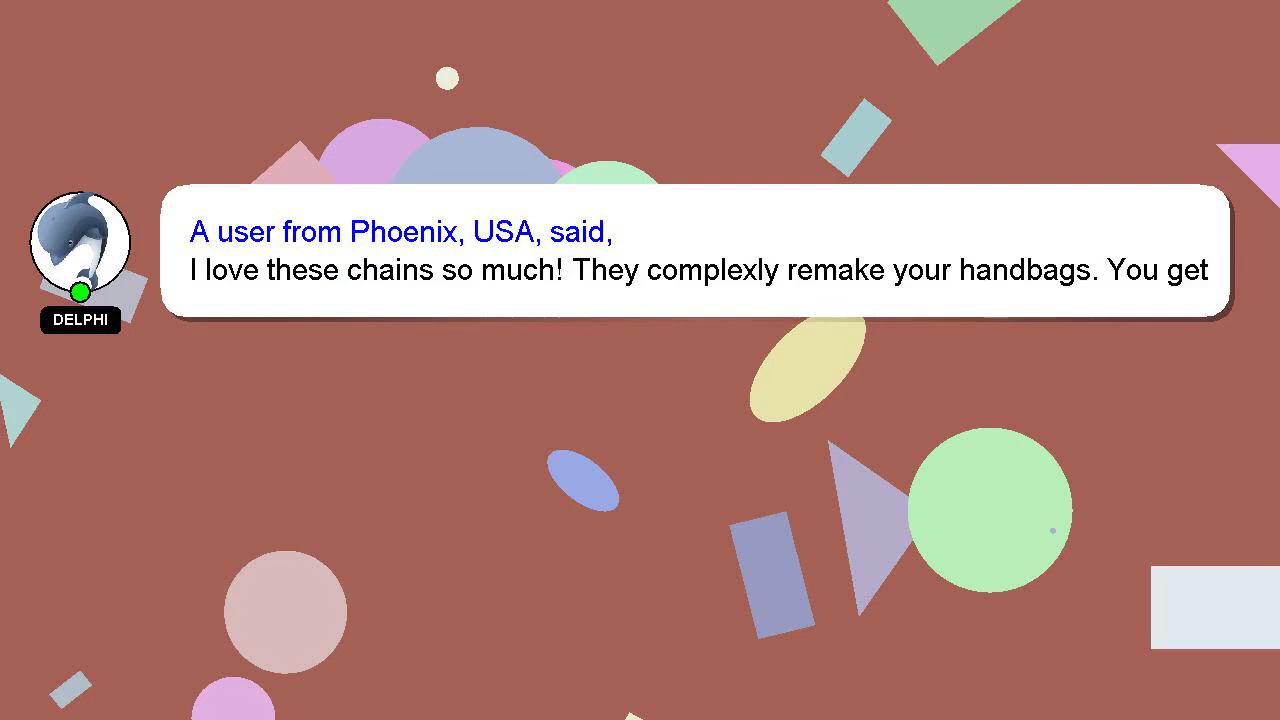 A user from Phoenix, USA, said,
I love these chains so much! They complexly remake your handbags. You get
DELPHI